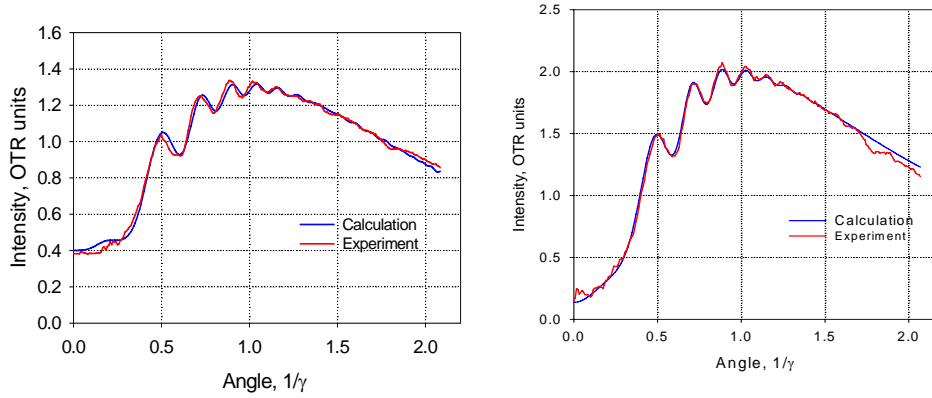 Intensity, OTR units
1.6
1.4
1.2
1.0
0.8
0.6
0.4
0.2
0.0
0.0 0.5 1.0 1.5 2.0
Angle, 1/γ
Calculation
Experiment
Intensity, OTR units
2.5
2.0
1.5
1.0
0.5
0.0
0.0 0.5 1.0 1.5 2.0
Angle, 1/γ
Calculation
Experiment